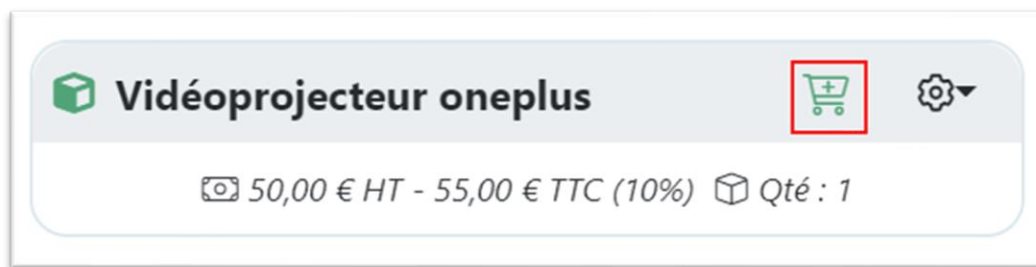 Vidéoprojecteur oneplus
50,00 € HT - 55,00 € TTC (10%) Qté : 1